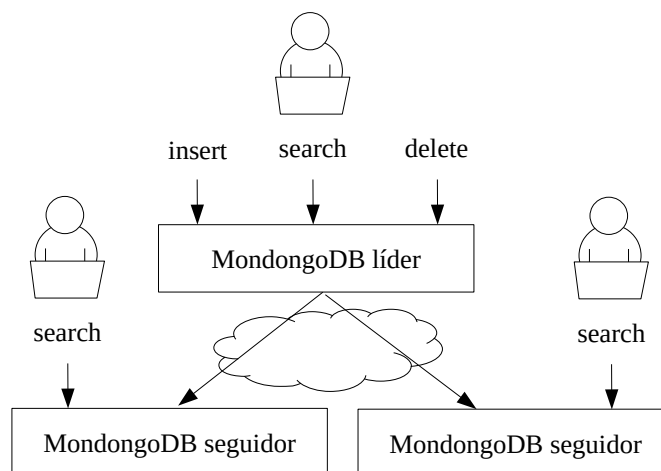 insert search delete
MondongoDB líder
search search
MondongoDB seguidor MondongoDB seguidor